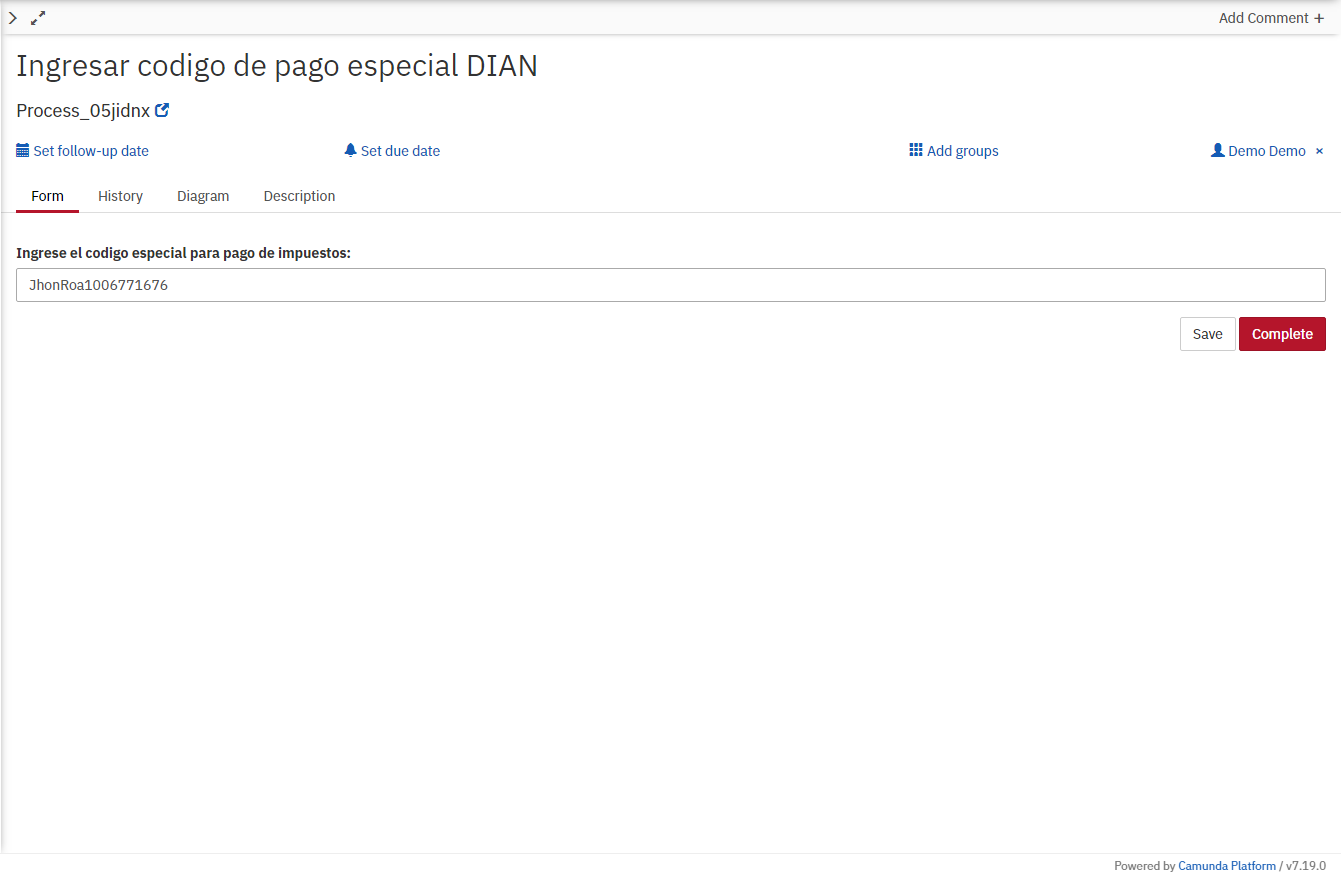 Add Comment +
Ingresar codigo de pago especial DIAN
Process_05jidnx
Set follow-up date
Set due date
Add groups
Demo Demo ×
Form
History
Diagram
Description
Ingrese el codigo especial para pago de impuestos:
JhonRoa1006771676
Save
Complete
Powered by Camunda Platform / v7.19.0